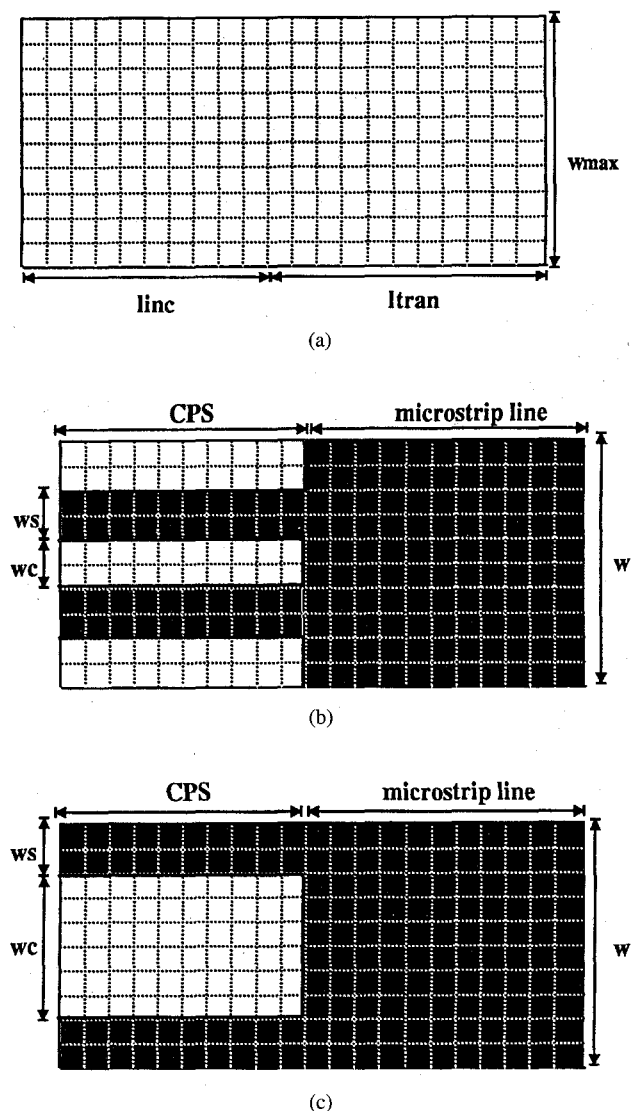 wmax
linc
ltran
(a)
CPS
microstrip line
ws
wc
w
(b)
CPS
microstrip line
ws
wc
w
(c)